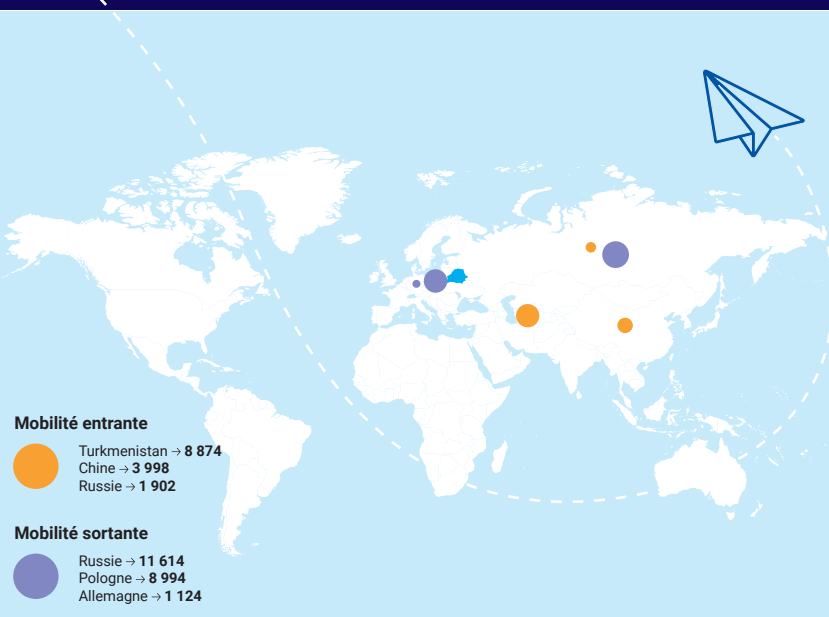 Mobilité entrante
Turkmenistan → 8 874
Chine → 3 998
Russie → 1 902
Mobilité sortante
Russie → 11 614
Pologne → 8 994
Allemagne → 1 124